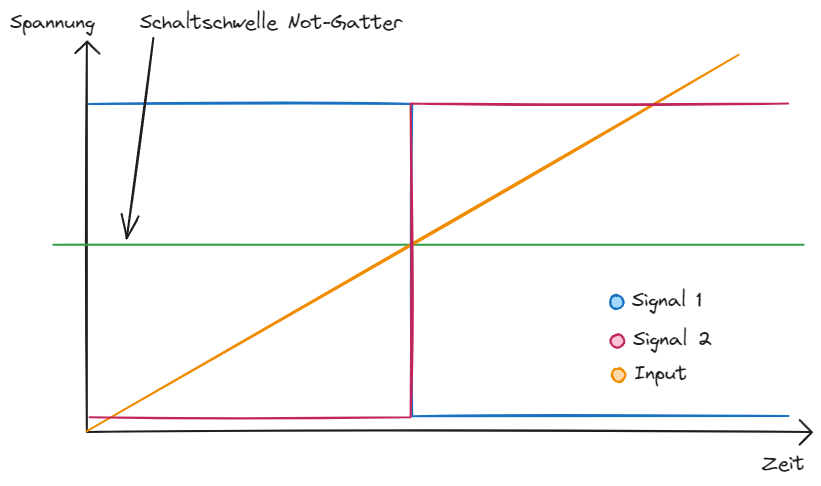 Spannung
Schaltschwelle Not-Gatter
Signal 1
Signal 2
Input
Zeit